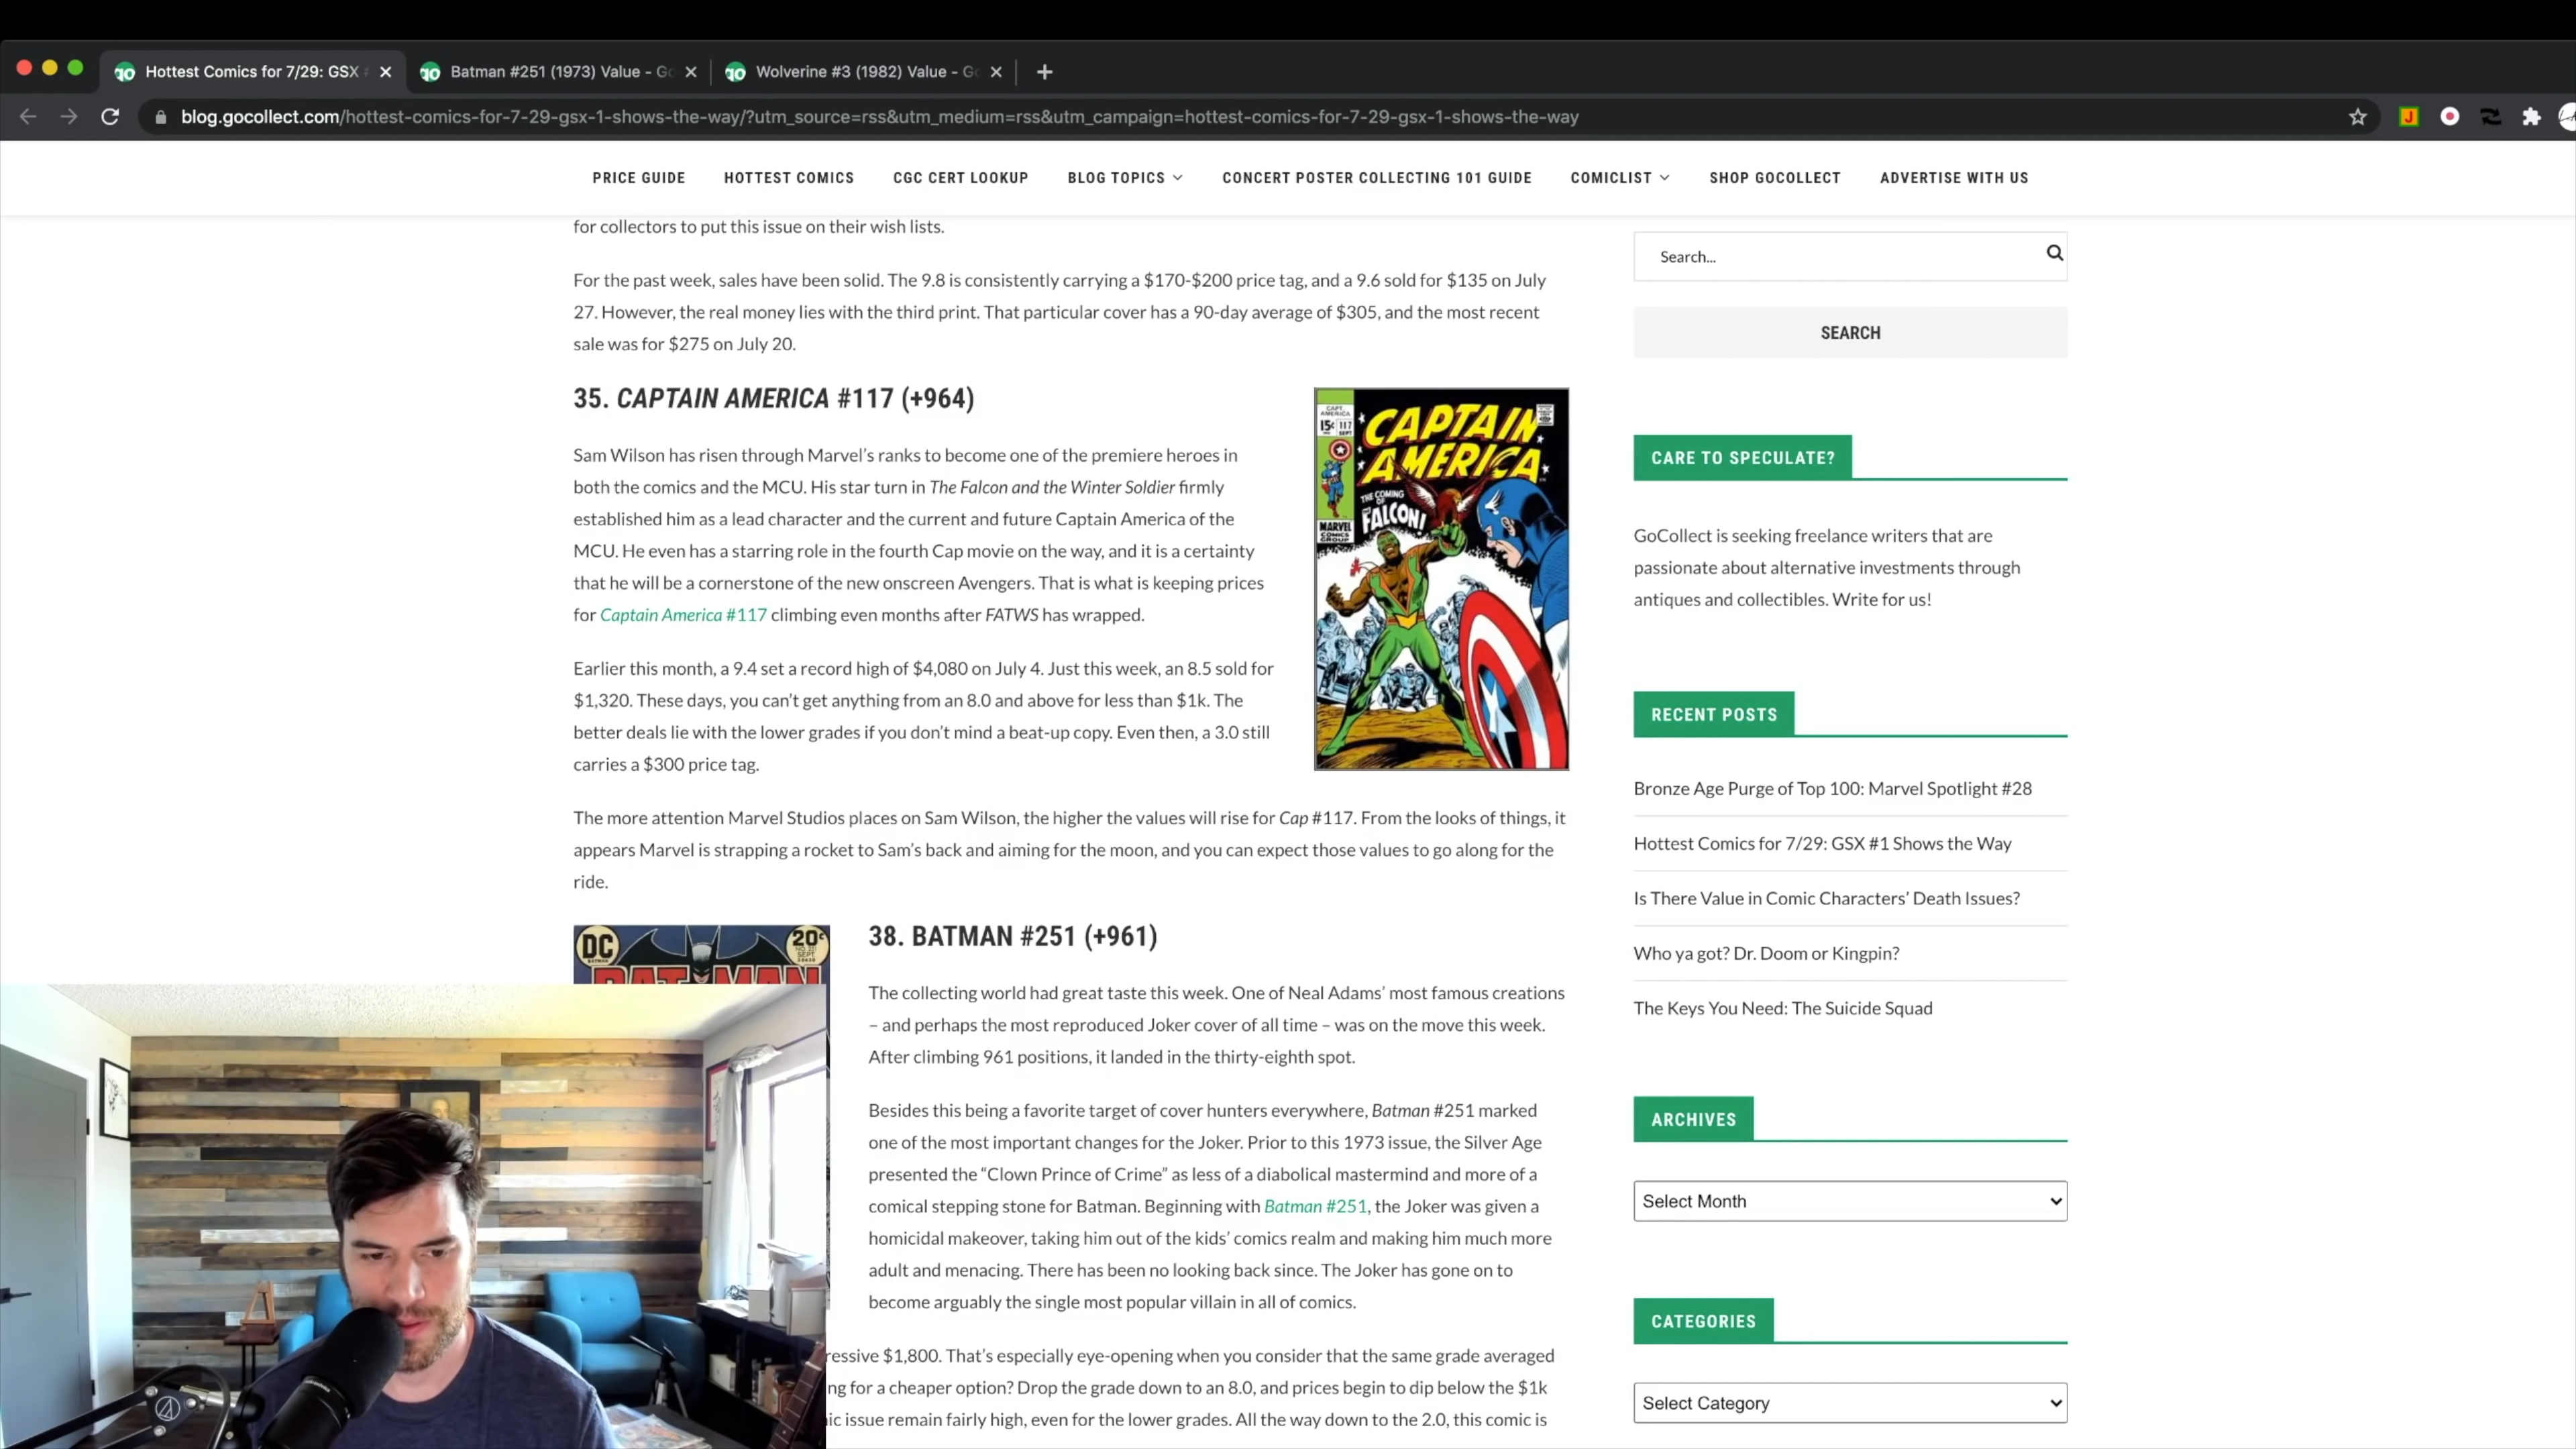 Hottest Comics for 7/29: GSX
Batman #251 (1973) Value - Go
Wolverine #3 (1982) Value - G
blog.gocollect.com/hottest-comics-for-7-29-gsx-1-shows-the-way/?utm_source=rss&utm_medium=rss&utm_campaign=hottest-comics-for-7-29-gsx-1-shows-the-way
PRICE GUIDE HOTTEST COMICS CGC CERT LOOKUP BLOG TOPICS CONCERT POSTER COLLECTING 101 GUIDE COMICLIST SHOP GOCOLLECT ADVERTISE WITH US
for collectors to put this issue on their wish lists.
For the past week, sales have been solid. The 9.8 is consistently carrying a $170-$200 price tag, and a 9.6 sold for $135 on July
27. However, the real money lies with the third print. That particular cover has a 90-day average of $305, and the most recent
sale was for $275 on July 20.
35. CAPTAIN AMERICA #117 (+964)
Sam Wilson has risen through Marvel's ranks to become one of the premiere heroes in
both the comics and the MCU. His star turn in The Falcon and the Winter Soldier firmly
established him as a lead character and the current and future Captain America of the
MCU. He even has a starring role in the fourth Cap movie on the way, and it is a certainty
that he will be a cornerstone of the new onscreen Avengers. That is what is keeping prices
for Captain America #117 climbing even months after FATWS has wrapped.
Earlier this month, a 9.4 set a record high of $4,080 on July 4. Just this week, an 8.5 sold for
$1,320. These days, you can't get anything from an 8.0 and above for less than $1k. The
better deals lie with the lower grades if you don't mind a beat-up copy. Even then, a 3.0 still
carries a $300 price tag.
CAPT. AMERICA
15¢ 117
SEPT
CAPTAIN
AMERICA
THE COMING
OF
FALCON!
MARVEL
COMICS
GROUP
The more attention Marvel Studios places on Sam Wilson, the higher the values will rise for Cap #117. From the looks of things, it
appears Marvel is strapping a rocket to Sam's back and aiming for the moon, and you can expect those values to go along for the
ride.
DC
20¢
SEPT
BATMAN
38. BATMAN #251 (+961)
The collecting world had great taste this week. One of Neal Adams' most famous creations
– and perhaps the most reproduced Joker cover of all time – was on the move this week.
After climbing 961 positions, it landed in the thirty-eighth spot.
Besides this being a favorite target of cover hunters everywhere, Batman #251 marked
one of the most important changes for the Joker. Prior to this 1973 issue, the Silver Age
presented the “Clown Prince of Crime” as less of a diabolical mastermind and more of a
comical stepping stone for Batman. Beginning with Batman #251, the Joker was given a
homicidal makeover, taking him out of the kids' comics realm and making him much more
adult and menacing. There has been no looking back since. The Joker has gone on to
become arguably the single most popular villain in all of comics.
ressive $1,800. That's especially eye-opening when you consider that the same grade averaged
ng for a cheaper option? Drop the grade down to an 8.0, and prices begin to dip below the $1k
ic issue remain fairly high, even for the lower grades. All the way down to the 2.0, this comic is
Search...
SEARCH
CARE TO SPECULATE?
GoCollect is seeking freelance writers that are
passionate about alternative investments through
antiques and collectibles. Write for us!
RECENT POSTS
Bronze Age Purge of Top 100: Marvel Spotlight #28
Hottest Comics for 7/29: GSX #1 Shows the Way
Is There Value in Comic Characters' Death Issues?
Who ya got? Dr. Doom or Kingpin?
The Keys You Need: The Suicide Squad
ARCHIVES
Select Month
CATEGORIES
Select Category